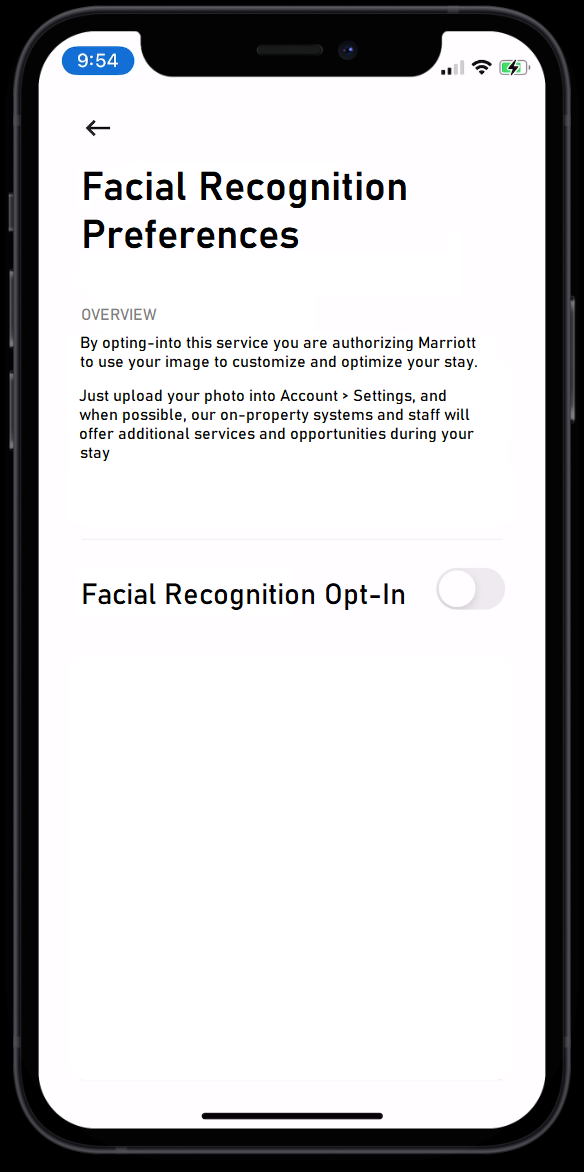 9:54
Facial Recognition
Preferences
OVERVIEW
By opting-into this service you are authorizing Marriott
to use your image to customize and optimize your stay.
Just upload your photo into Account > Settings, and
when possible, our on-property systems and staff will
offer additional services and opportunities during your
stay
Facial Recognition Opt-In